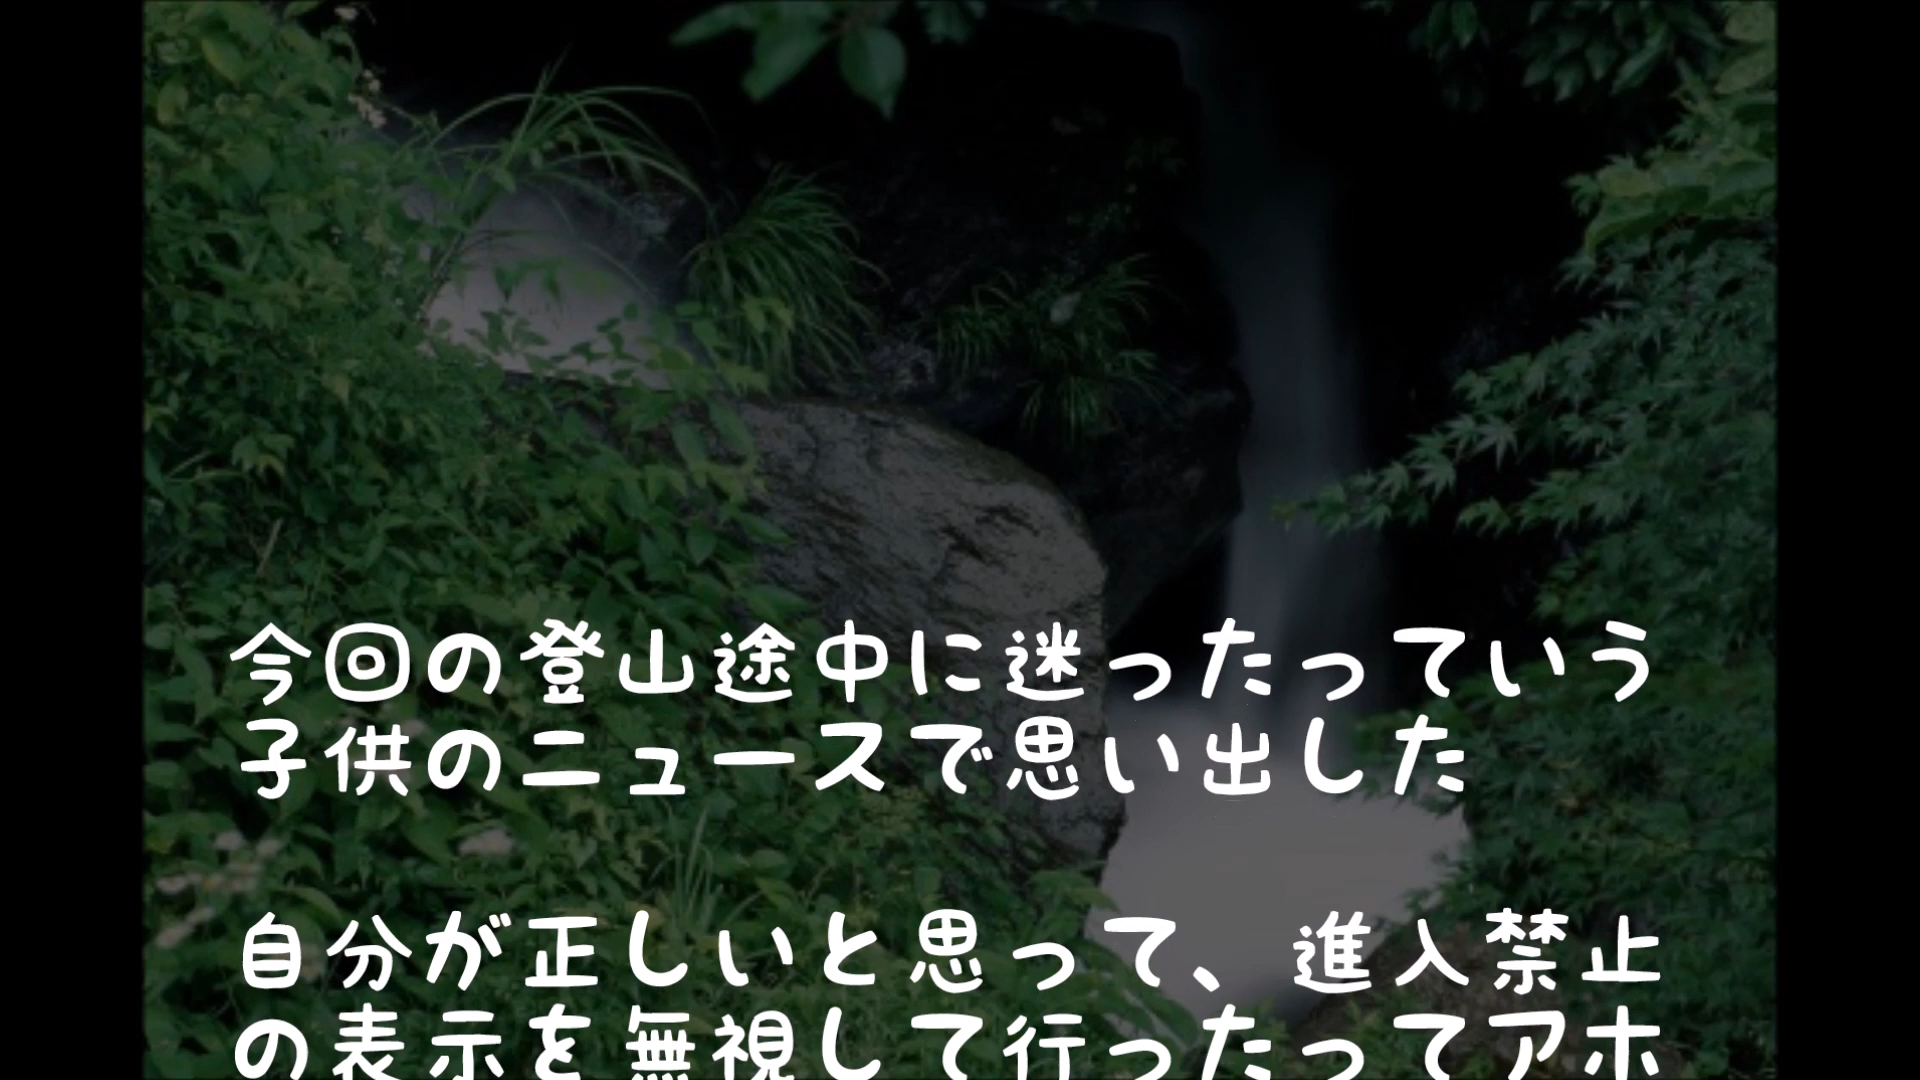 今回の登山途中に迷ったっていう
子供のニュースで思い出した
自分が正しいと思って、進入禁止
の表示を無視して行ったってアホ